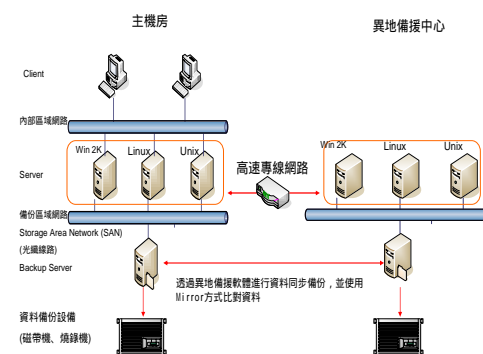 主機房
異地備援中心
Client
內部區域網路
Win 2K
Linux
Unix
Win 2K
Linux
Unix
Server
高速專線網路
備份區域網路
Storage Area Network (SAN)
(光纖線路)
Backup Server
透過異地備援軟體進行資料同步備份，並使用
Mirror方式比對資料
資料備份設備
(磁帶機、燒錄機)